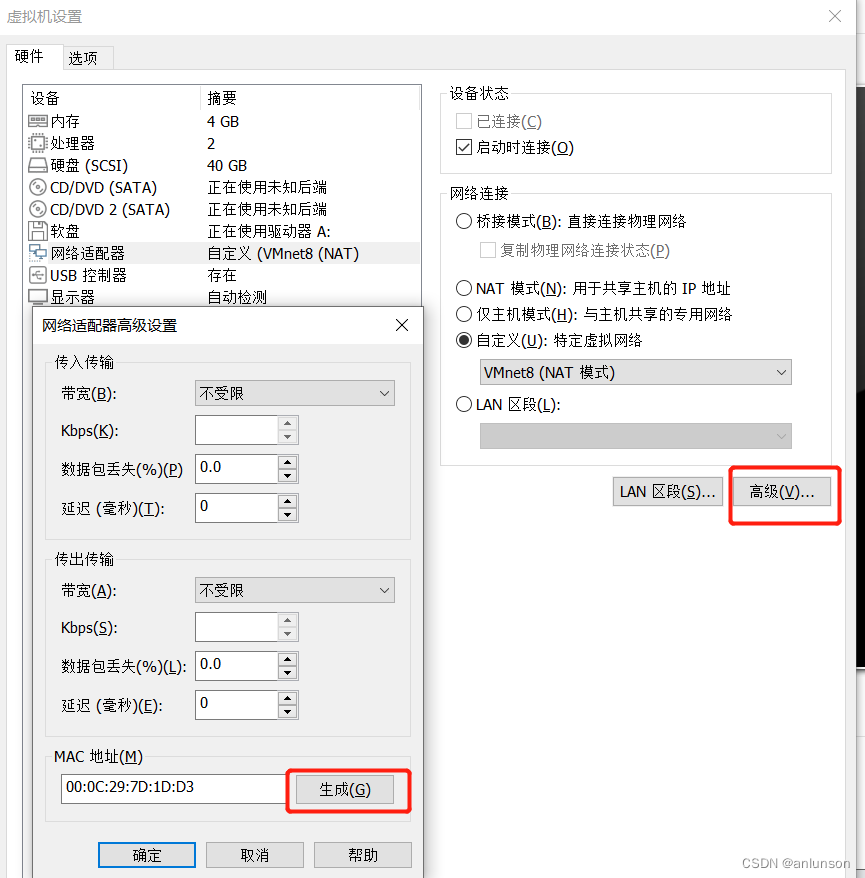 虚拟机设置
硬件 选项
设备 摘要
内存 4 GB
处理器 2
硬盘 (SCSI) 40 GB
CD/DVD (SATA) 正在使用未知后端
CD/DVD 2 (SATA) 正在使用未知后端
软盘 正在使用驱动器 A:
网络适配器 自定义 (VMnet8 (NAT)
USB 控制器 存在
显示器 自动检测
设备状态
已连接(C)
启动时连接(O)
网络连接
桥接模式(B): 直接连接物理网络
复制物理网络连接状态(P)
NAT 模式(N): 用于共享主机的 IP 地址
仅主机模式(H): 与主机共享的专用网络
自定义(U): 特定虚拟网络
VMnet8 (NAT 模式)
LAN 区段(L):
LAN 区段(S)... 高级(V)...
网络适配器高级设置
传入传输
带宽(B): 不受限
Kbps(K):
数据包丢失(%)(P) 0.0
延迟 (毫秒)(T): 0
传出传输
带宽(A): 不受限
Kbps(S):
数据包丢失(%)(L): 0.0
延迟 (毫秒)(E): 0
MAC 地址(M)
00:0C:29:7D:1D:D3 生成(G)
确定 取消 帮助
CSDN @anlunson